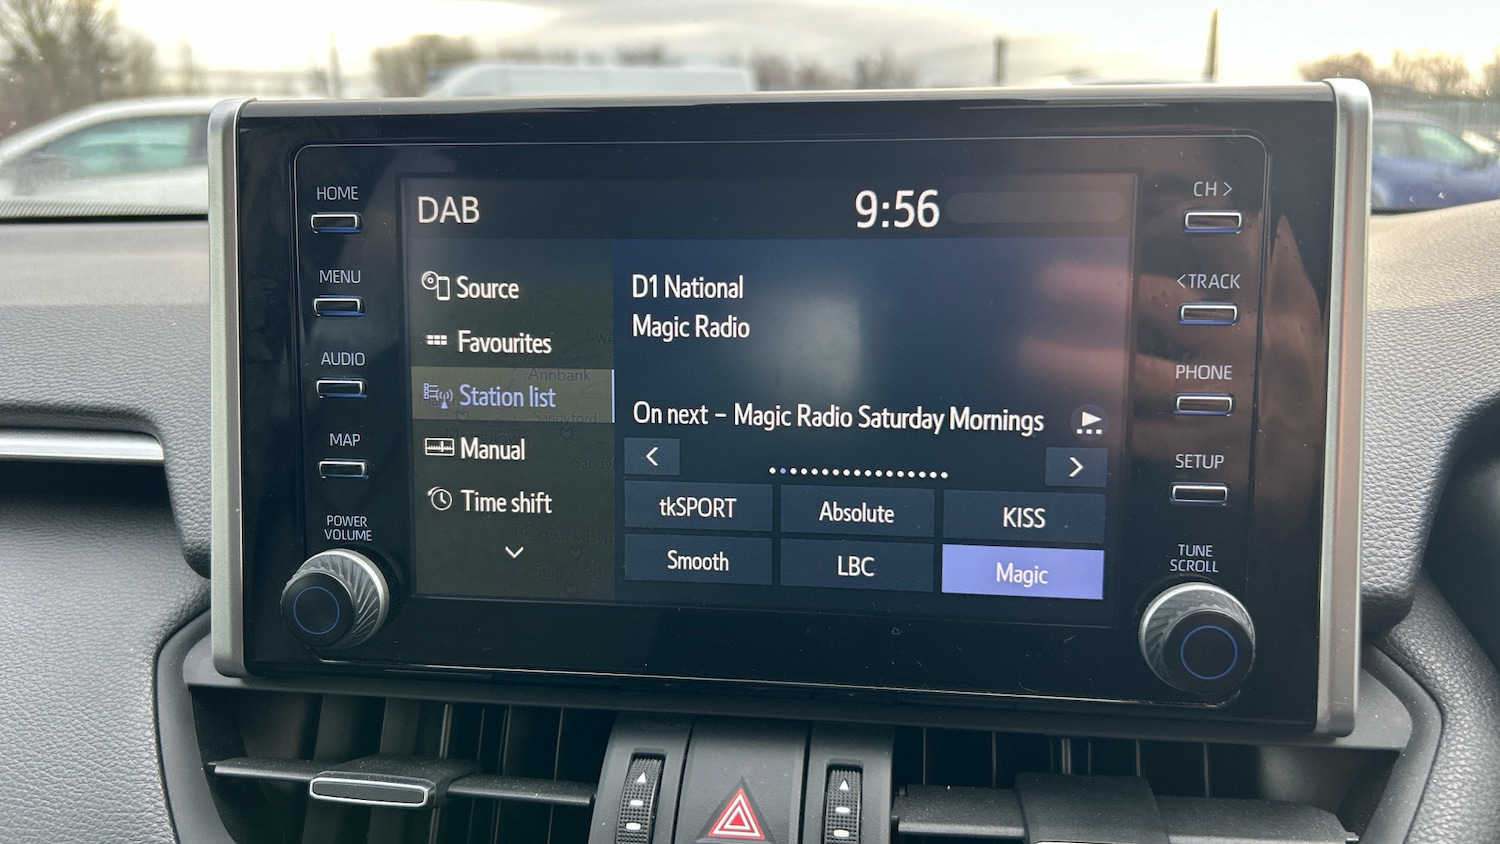 HOME
MENU
AUDIO
MAP
POWER
VOLUME
DAB
9:56
Source
Favourites
Annbank
Station list
Sandyford
Manual
Time shift
D1 National
Magic Radio
On next – Magic Radio Saturday Mornings
tkSPORT
Absolute
KISS
Smooth
LBC
Magic
CH >
< TRACK
PHONE
SETUP
TUNE
SCROLL